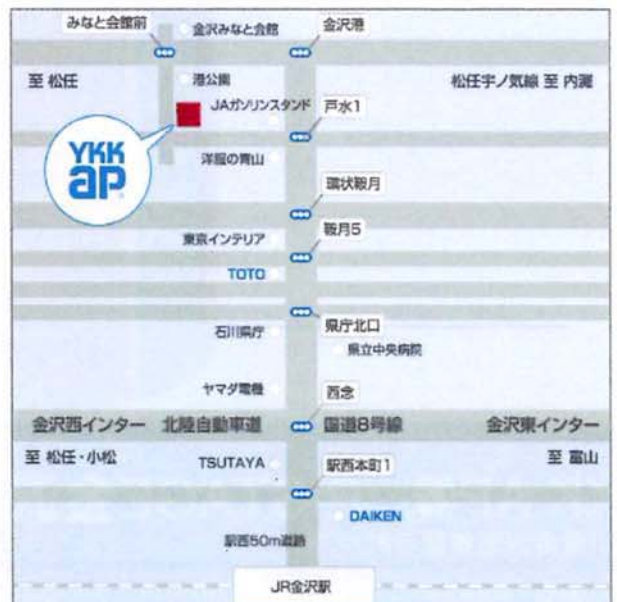 みなと会館前
金沢みなと会館
金沢港
至 松任
港公園
松任宇ノ気線 至 内灘
JAガソリンスタンド
戸水1
YKK
ap
洋服の青山
環状鞍月
東京インテリア
鞍月5
TOTO
石川県庁
県庁北口
県立中央病院
ヤマダ電機
西念
金沢西インター 北陸自動車道 国道8号線 金沢東インター
至 松任・小松
TSUTAYA
駅西本町1
至 富山
DAIKEN
駅西50m道路
JR金沢駅